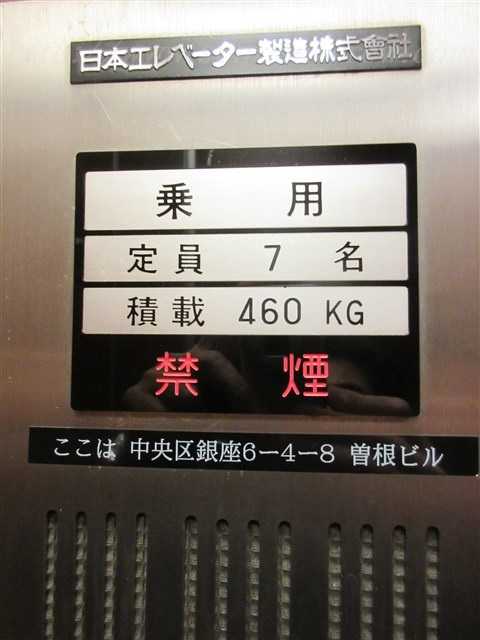 日本エレベーター製造株式會社
乗 用
定員 7 名
積載 460 KG
禁 煙
ここは 中央区銀座6ー4ー8 曽根ビル